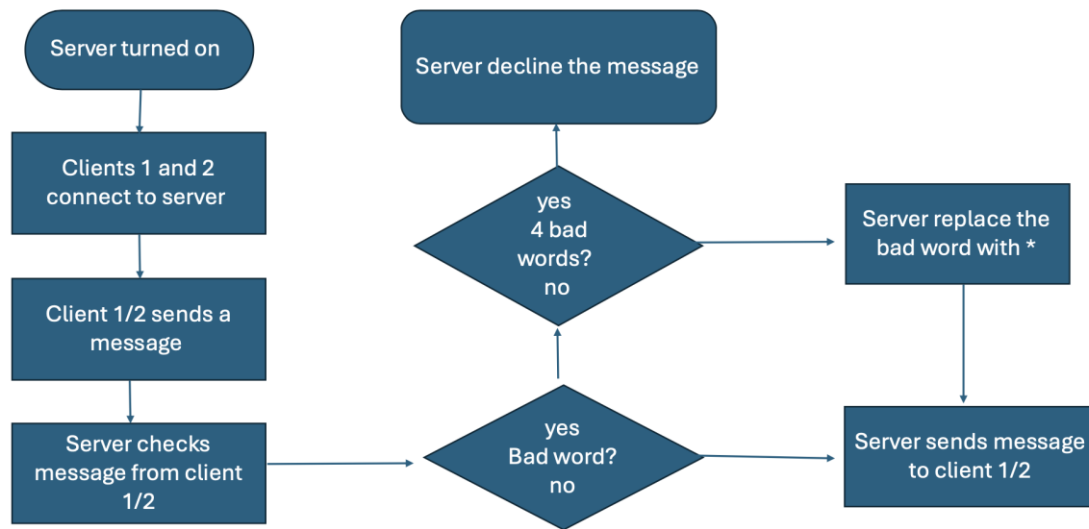 Server turned on
Clients 1 and 2
connect to server
Client 1/2 sends a
message
Server checks
message from client
1/2
yes
Bad word?
no
yes
4 bad
words?
no
Server decline the message
Server replace the
bad word with *
Server sends message
to client 1/2